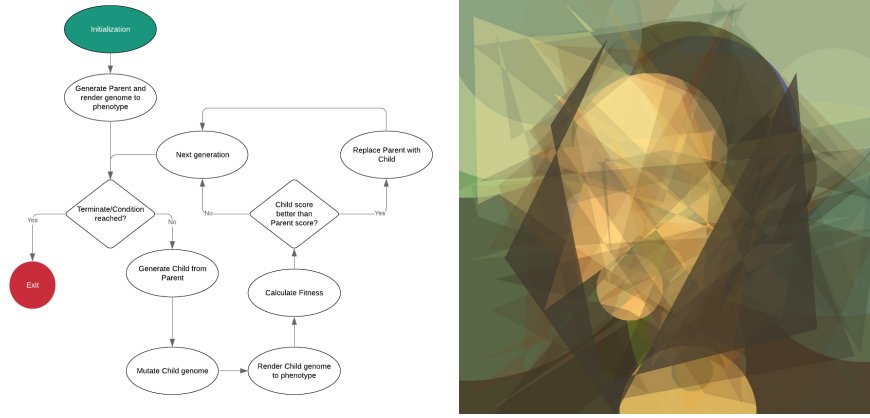 Initialization
Generate Parent and
render genome to
phenotype
Next generation
Replace Parent with
Child
Terminate/Condition
reached?
Child score
better than
Parent score?
Yes
No
No
Yes
Generate Child from
Parent
Exit
Calculate Fitness
Mutate Child genome
Render Child genome
to phenotype